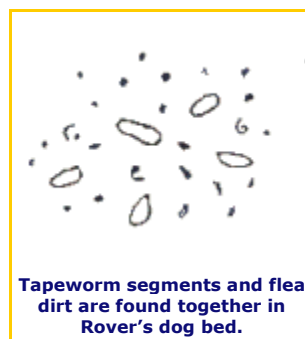 Tapeworm segments and flea
dirt are found together in
Rover’s dog bed.